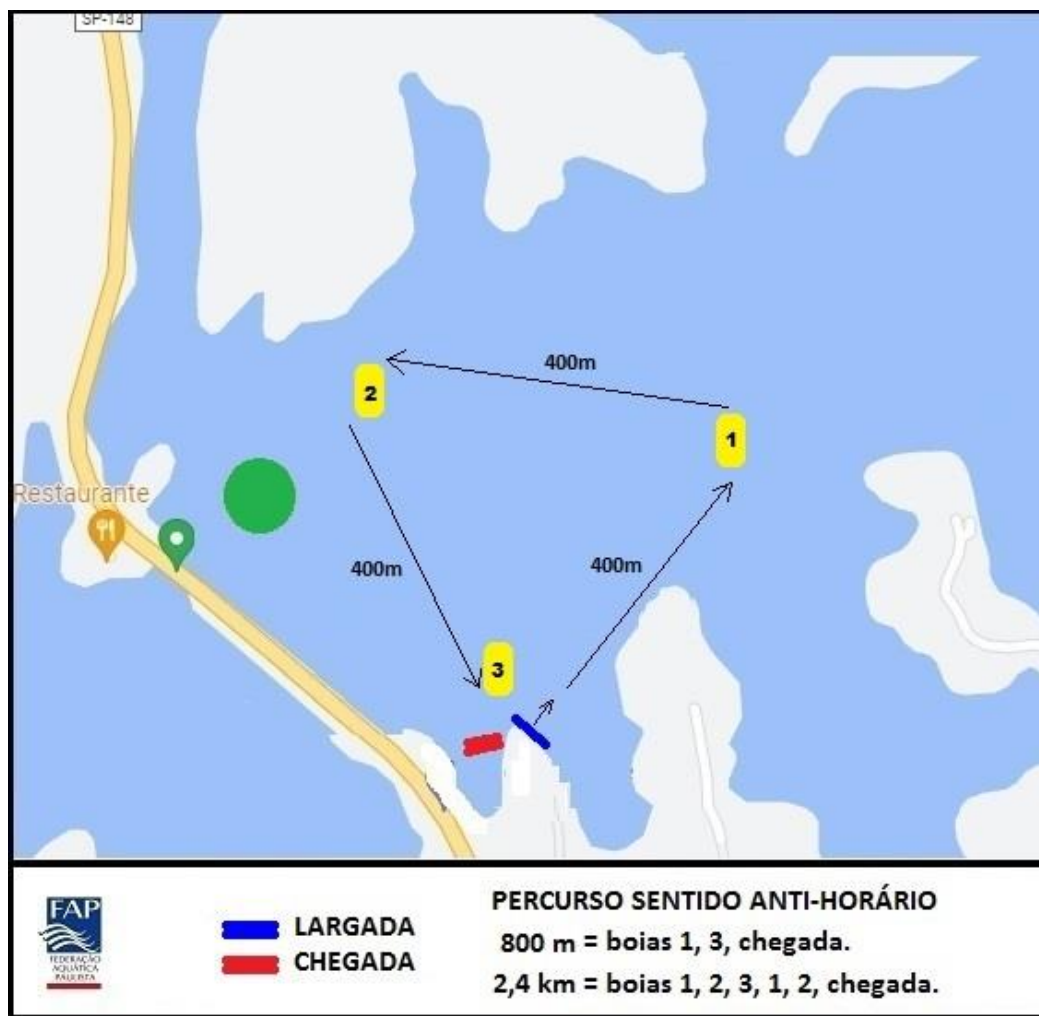 SP-148
400m
2
1
Restaurante
400m
400m
3
FAP
FEDERAÇÃO
AQUÁTICA
PAULISTA
LARGADA
CHEGADA
PERCURSO SENTIDO ANTI-HORÁRIO
800 m = boias 1, 3, chegada.
2,4 km = boias 1, 2, 3, 1, 2, chegada.